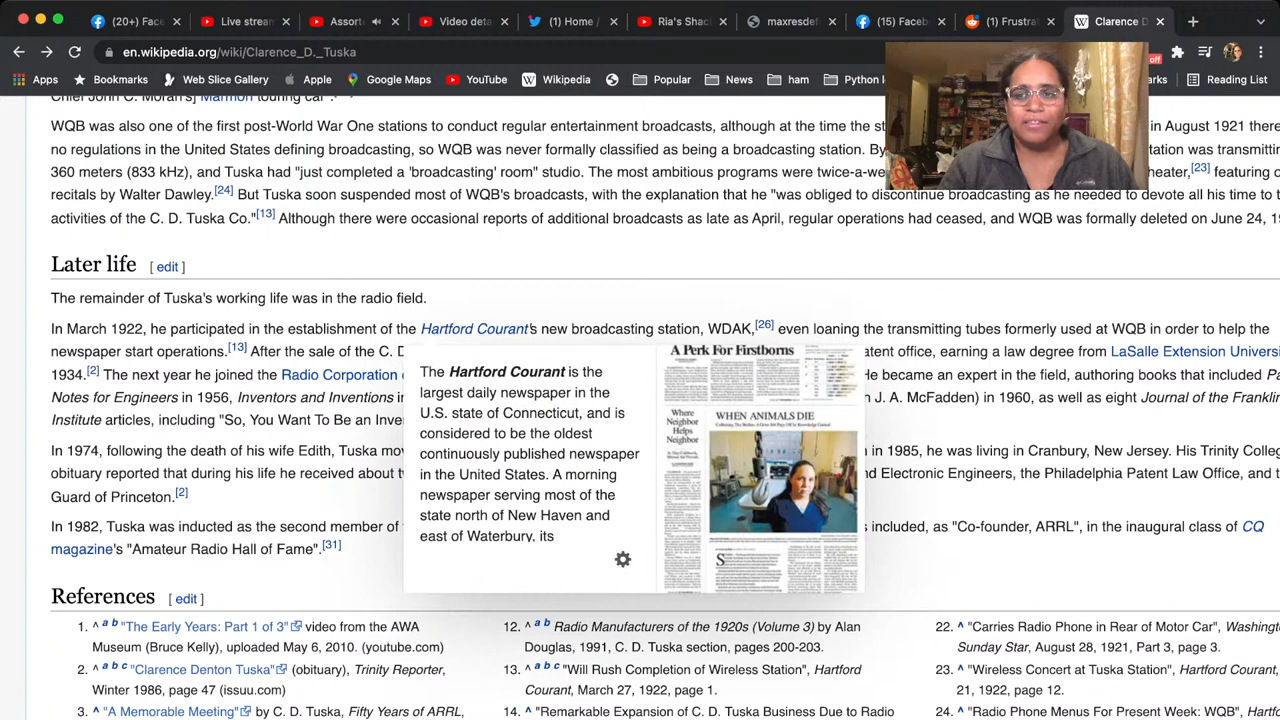 (20+) Face
Live stream
Assorti
Video deta
(1) Home /
Ria's Shack
maxresdef
(15) Faceb
(1) Frustrat
Clarence D
en.wikipedia.org/wiki/Clarence_D._Tuska
off
Apps
Bookmarks
Web Slice Gallery
Apple
Google Maps
YouTube
Wikipedia
Popular
News
ham
Python
Reading List
WQB was also one of the first post-World War One stations to conduct regular entertainment broadcasts, although at the time the st in August 1921 there
no regulations in the United States defining broadcasting, so WQB was never formally classified as being a broadcasting station. By tation was transmitting
360 meters (833 kHz), and Tuska had "just completed a 'broadcasting' room" studio. The most ambitious programs were twice-a-we heater,[23] featuring
recitals by Walter Dawley.[24] But Tuska soon suspended most of WQB's broadcasts, with the explanation that he "was obliged to discontinue broadcasting as he needed to devote all his time to
activities of the C. D. Tuska Co."[13] Although there were occasional reports of additional broadcasts as late as April, regular operations had ceased, and WQB was formally deleted on June 24,
Later life [ edit ]
The remainder of Tuska's working life was in the radio field.
In March 1922, he participated in the establishment of the Hartford Courant's new broadcasting station, WDAK,[26] even loaning the transmitting tubes formerly used at WQB in order to help the
newspaper start operations.[13] After the sale of the C. atent office, earning a law degree from LaSalle Extension Universi
1934.[2] The next year he joined the Radio Corporation le became an expert in the field, authoring books that included Pa
Notes for Engineers in 1956, Inventors and Inventions i n J. A. McFadden) in 1960, as well as eight Journal of the Franklin
Institute articles, including "So, You Want To Be an Inve
In 1974, following the death of his wife Edith, Tuska mo in 1985, he was living in Cranbury, New Jersey. His Trinity Colleg
obituary reported that during his life he received abou nd Electronic Engineers, the Philadelphia Patent Law Office, and
Guard of Princeton.[2]
In 1982, Tuska was included as the second member o included, as "Co-founder, ARRL", in the inaugural class of CQ
magazine's "Amateur Radio Hall of Fame".[31]
The Hartford Courant is the
largest daily newspaper in the
U.S. state of Connecticut, and is
considered to be the oldest
continuously published newspaper
in the United States. A morning
newspaper serving most of the
state north of New Haven and
east of Waterbury, its
A Perk For Firstborns
Where
Neighbor
Helps
Neighbor
WHEN ANIMALS DIE
References [ edit ]
1. ^ a b "The Early Years: Part 1 of 3" video from the AWA
Museum (Bruce Kelly), uploaded May 6, 2010. (youtube.com)
2. ^ a b c "Clarence Denton Tuska" (obituary), Trinity Reporter,
Winter 1986, page 47 (issuu.com)
3. ^ "A Memorable Meeting" by C. D. Tuska, Fifty Years of ARRL,
12. ^ a b Radio Manufacturers of the 1920s (Volume 3) by Alan
Douglas, 1991, C. D. Tuska section, pages 200-203.
13. ^ a b c "Will Rush Completion of Wireless Station", Hartford
Courant, March 27, 1922, page 1.
14. ^ "Remarkable Expansion of C. D. Tuska Business Due to Radio
22. ^ "Carries Radio Phone in Rear of Motor Car", Washington
Sunday Star, August 28, 1921, Part 3, page 3.
23. ^ "Wireless Concert at Tuska Station", Hartford Courant,
21, 1922, page 12.
24. ^ "Radio Phone Menus For Present Week: WQB", Hartfo